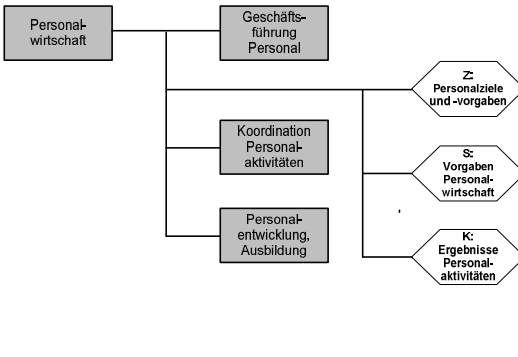 Personal-
wirtschaft
Geschäfts-
führung
Personal
Z:
Personalziele
und -vorgaben
Koordination
Personal-
aktivitäten
S:
Vorgaben
Personal-
wirtschaft
Personal-
entwicklung,
Ausbildung
K:
Ergebnisse
Personal-
aktivitäten